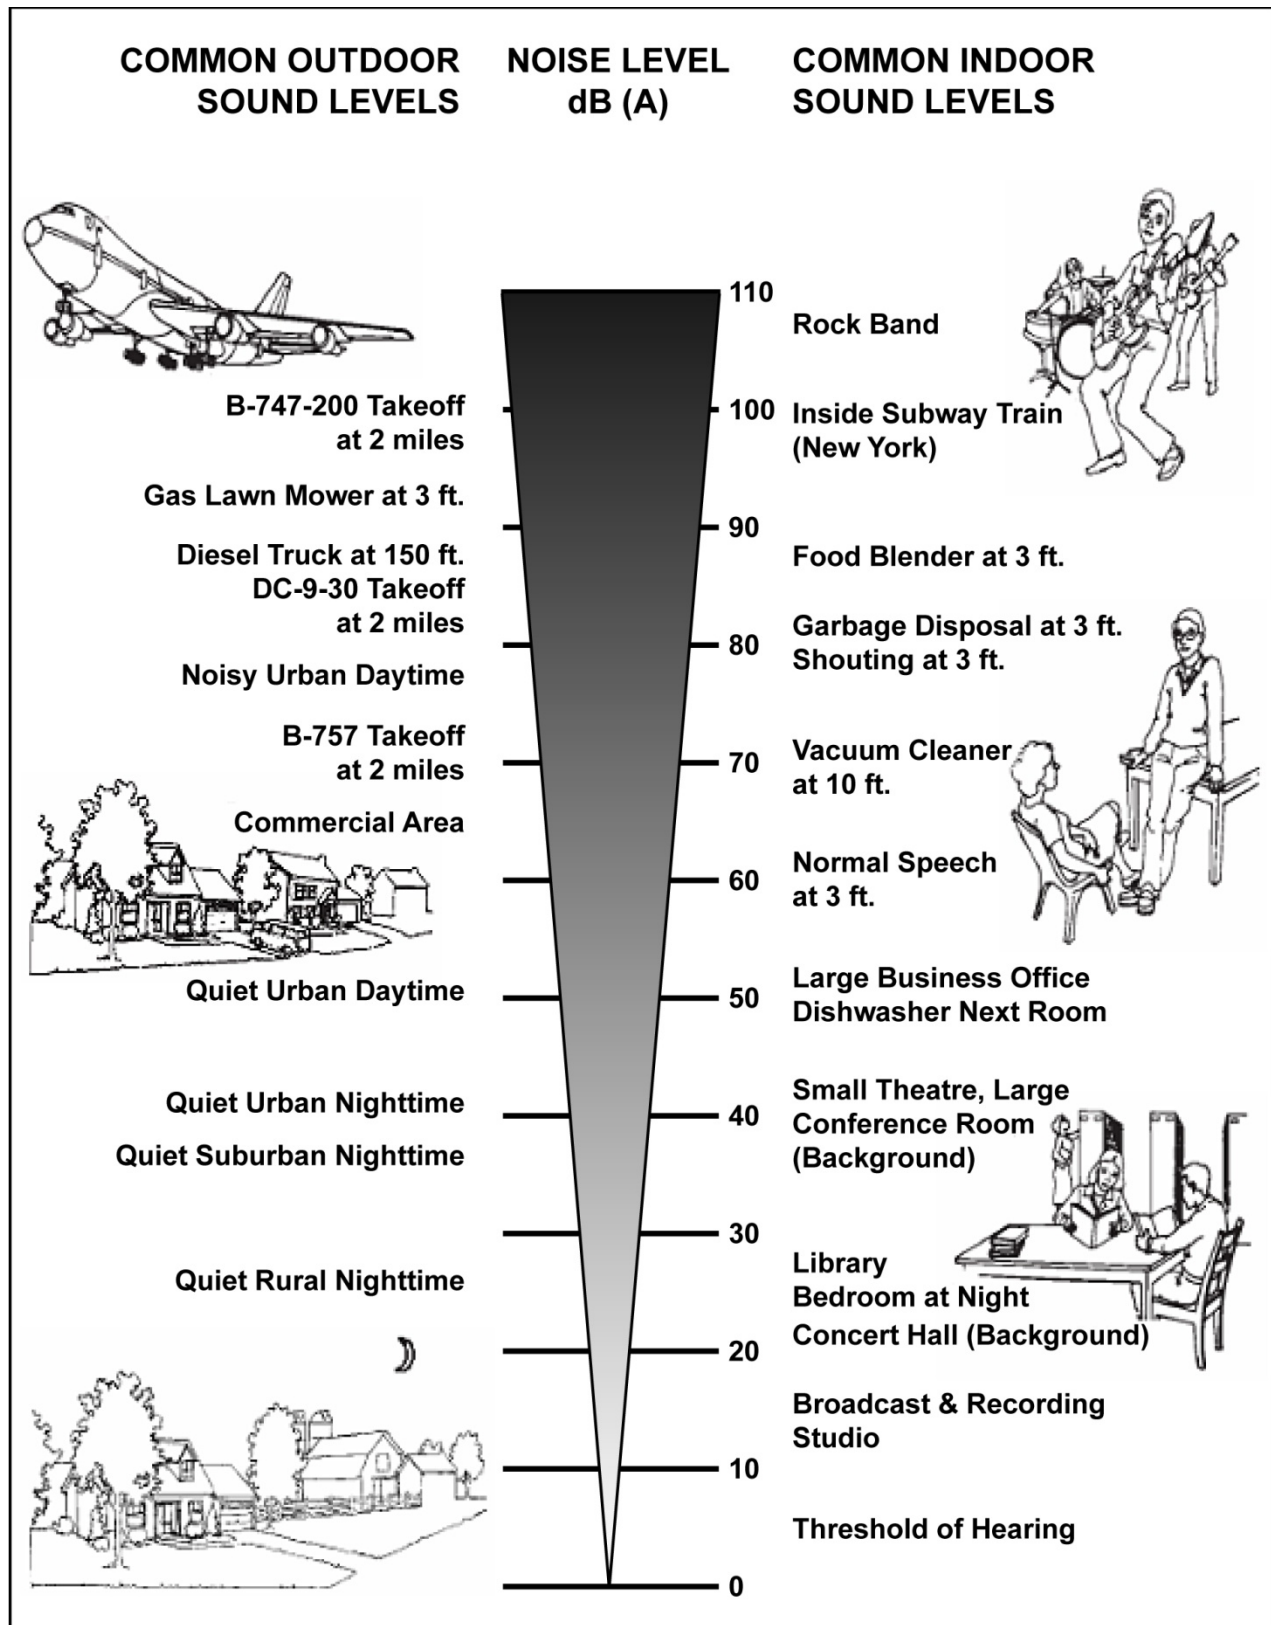 COMMON OUTDOOR
SOUND LEVELS
NOISE LEVEL
dB (A)
COMMON INDOOR
SOUND LEVELS
B-747-200 Takeoff
at 2 miles
Gas Lawn Mower at 3 ft.
Diesel Truck at 150 ft.
DC-9-30 Takeoff
at 2 miles
Noisy Urban Daytime
B-757 Takeoff
at 2 miles
Commercial Area
Quiet Urban Daytime
Quiet Urban Nighttime
Quiet Suburban Nighttime
Quiet Rural Nighttime
110
100
90
80
70
60
50
40
30
20
10
0
Rock Band
Inside Subway Train
(New York)
Food Blender at 3 ft.
Garbage Disposal at 3 ft.
Shouting at 3 ft.
Vacuum Cleaner
at 10 ft.
Normal Speech
at 3 ft.
Large Business Office
Dishwasher Next Room
Small Theatre, Large
Conference Room
(Background)
Library
Bedroom at Night
Concert Hall (Background)
Broadcast & Recording
Studio
Threshold of Hearing